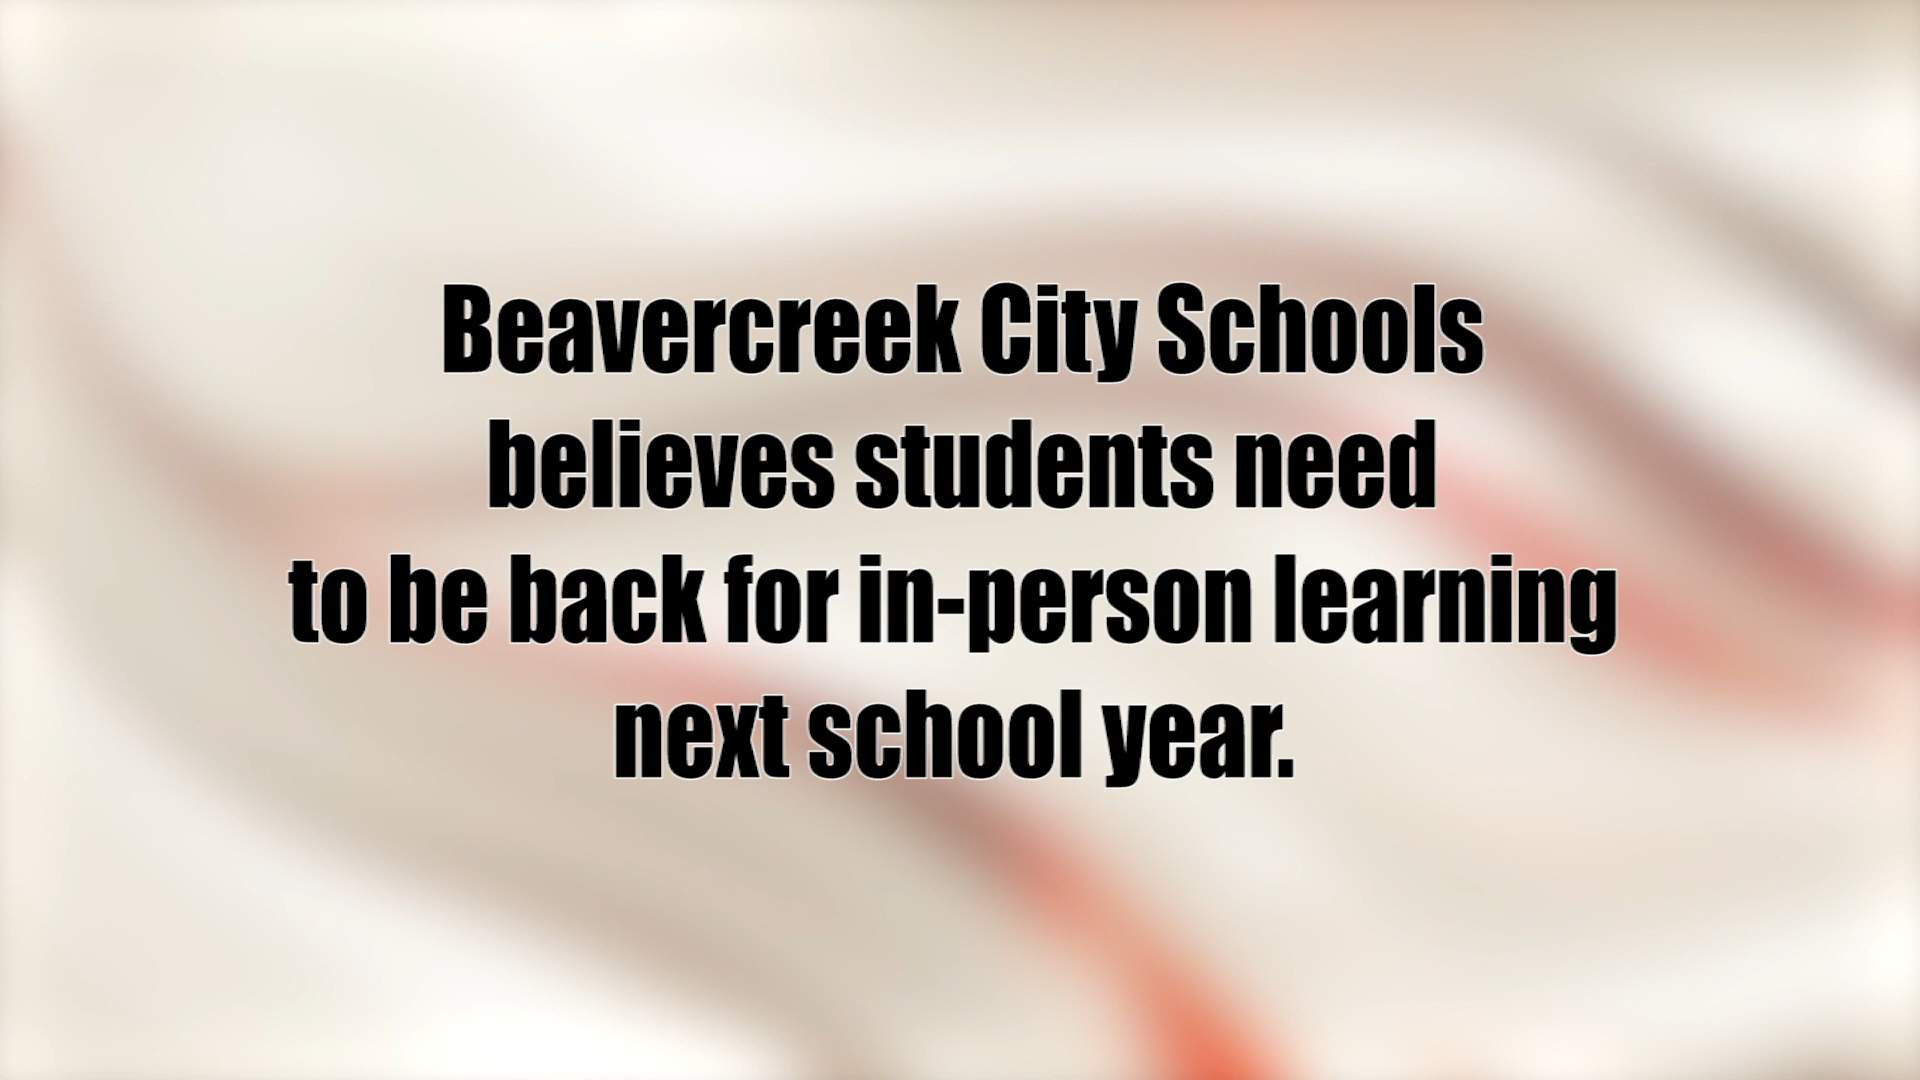 Beavercreek City Schools
believes students need
to be back for in-person learning
next school year.